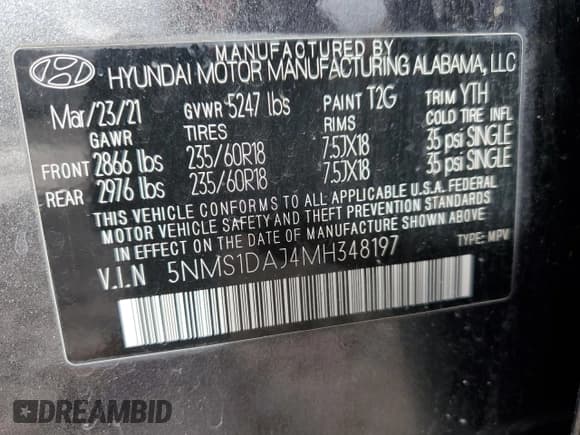 MANUFACTURED BY
HYUNDAI MOTOR MANUFACTURING ALABAMA, LLC
Mar/23/21 GVWR 5247 lbs PAINT T2G TRIM YTH
GAWR TIRES RIMS COLD TIRE INFL
FRONT 2866 lbs 235/60R18 7.5JX18 35 psi SINGLE
REAR 2976 lbs 235/60R18 7.5JX18 35 psi SINGLE
THIS VEHICLE CONFORMS TO ALL APPLICABLE U.S.A. FEDERAL
MOTOR VEHICLE SAFETY AND THEFT PREVENTION STANDARDS
IN EFFECT ON THE DATE OF MANUFACTURE SHOWN ABOVE.
V.I.N 5NMS1DAJ4MH348197 TYPE: MPV
DREAMBID